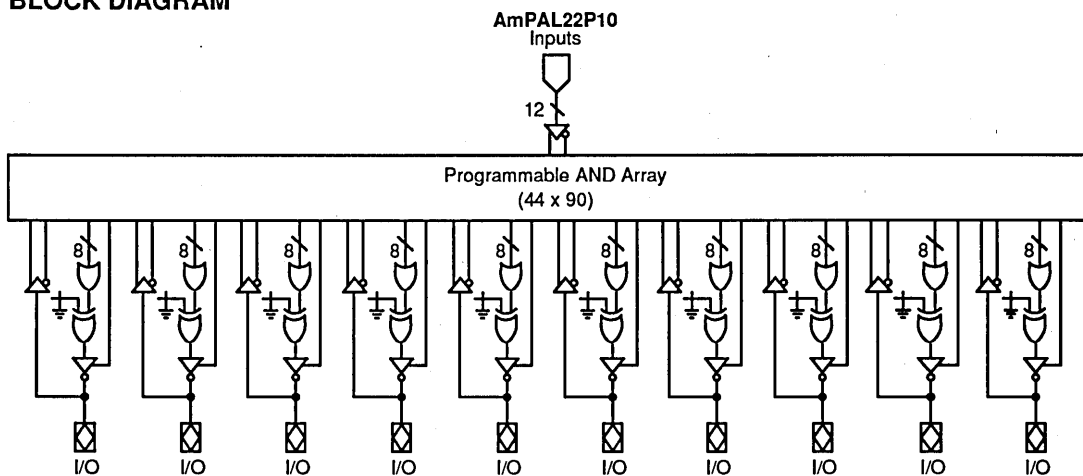 BLOCK DIAGRAM
AmPAL22P10
Inputs
12
Programmable AND Array
(44 x 90)
8 8 8 8 8 8 8 8 8 8
I/O I/O I/O I/O I/O I/O I/O I/O I/O I/O